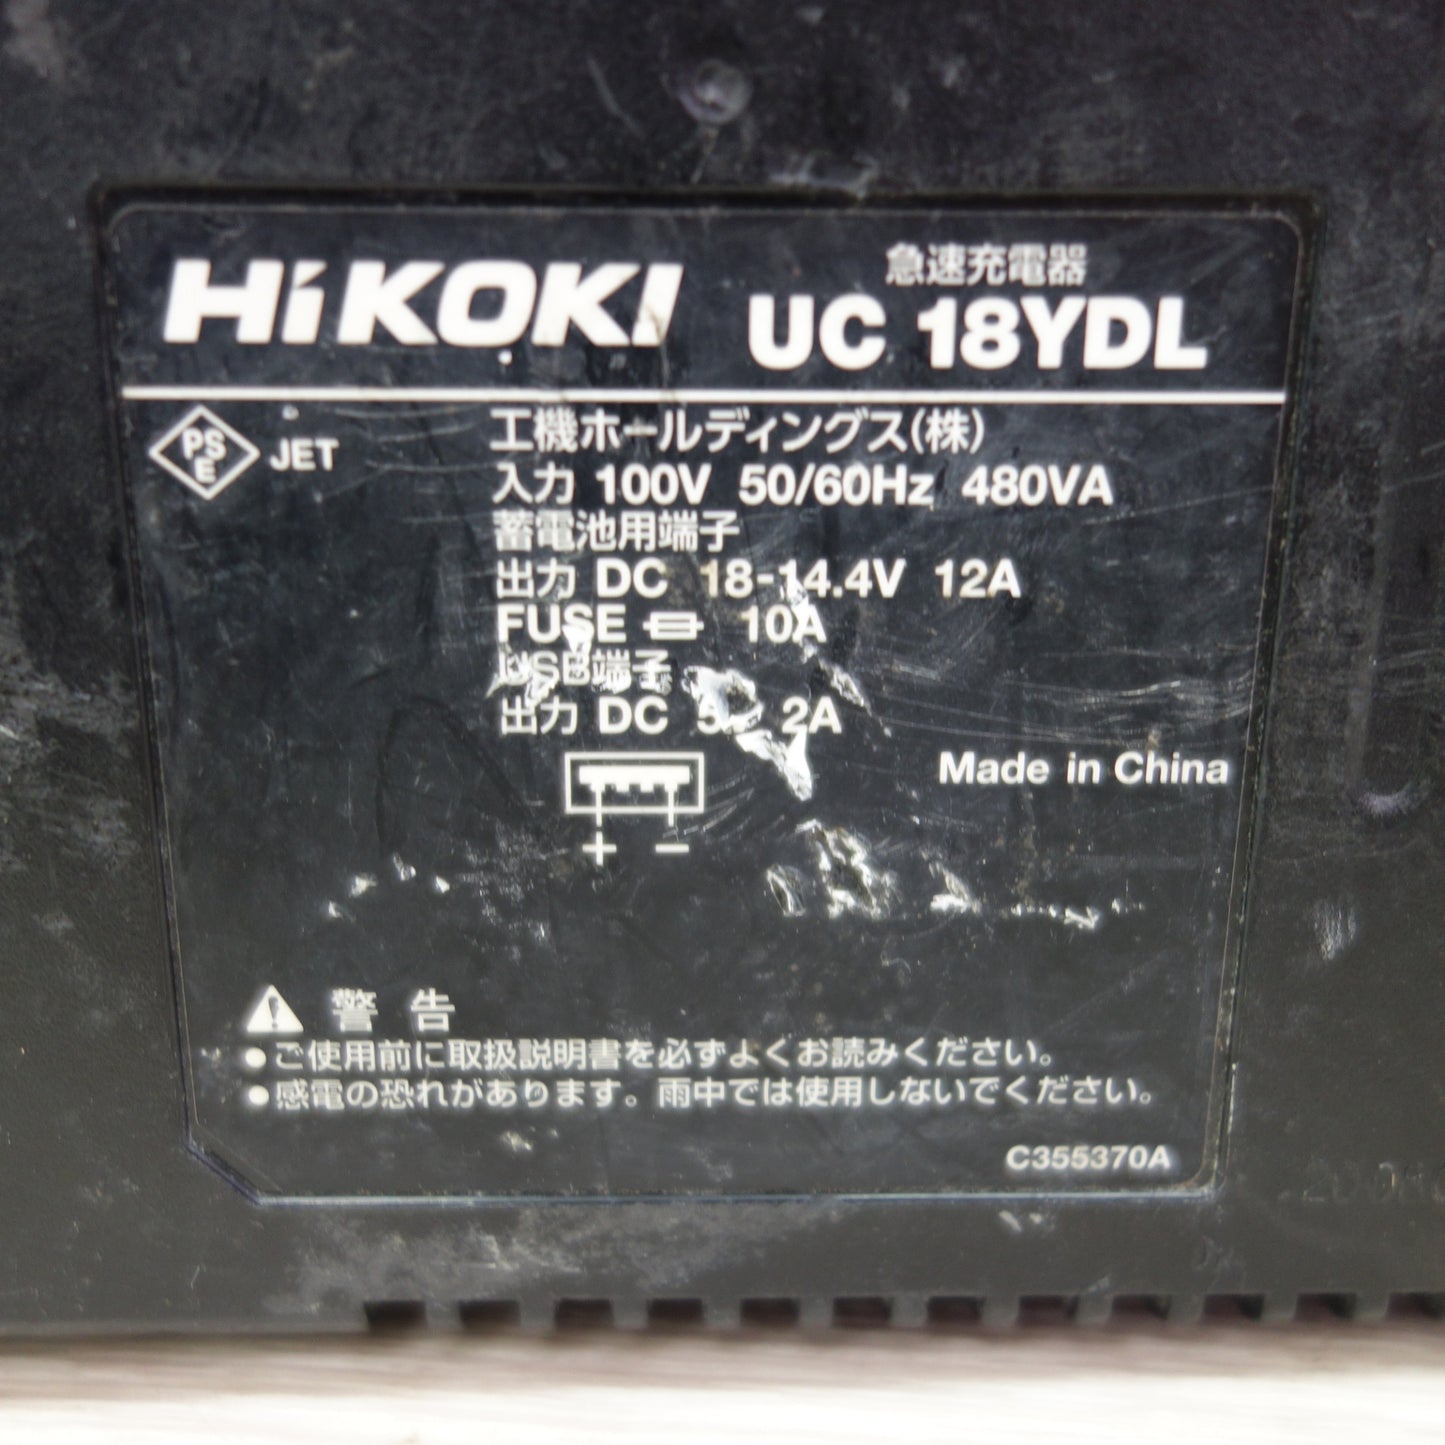 HiKOKI
急速充電器
UC 18YDL
PS
E
JET
工機ホールディングス(株)
入力 100V 50/60Hz 480VA
蓄電池用端子
出力 DC 18-14.4V 12A
FUSE 10A
USB端子
出力 DC 5 2A
Made in China
+ −
警告
●ご使用前に取扱説明書を必ずよくお読みください。
●感電の恐れがあります。雨中では使用しないでください。
C355370A